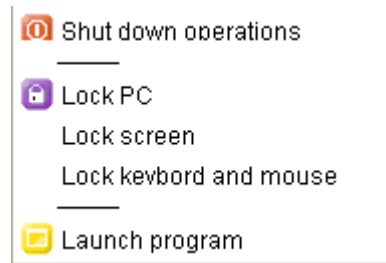 Shut down operations
Lock PC
Lock screen
Lock keybord and mouse
Launch program